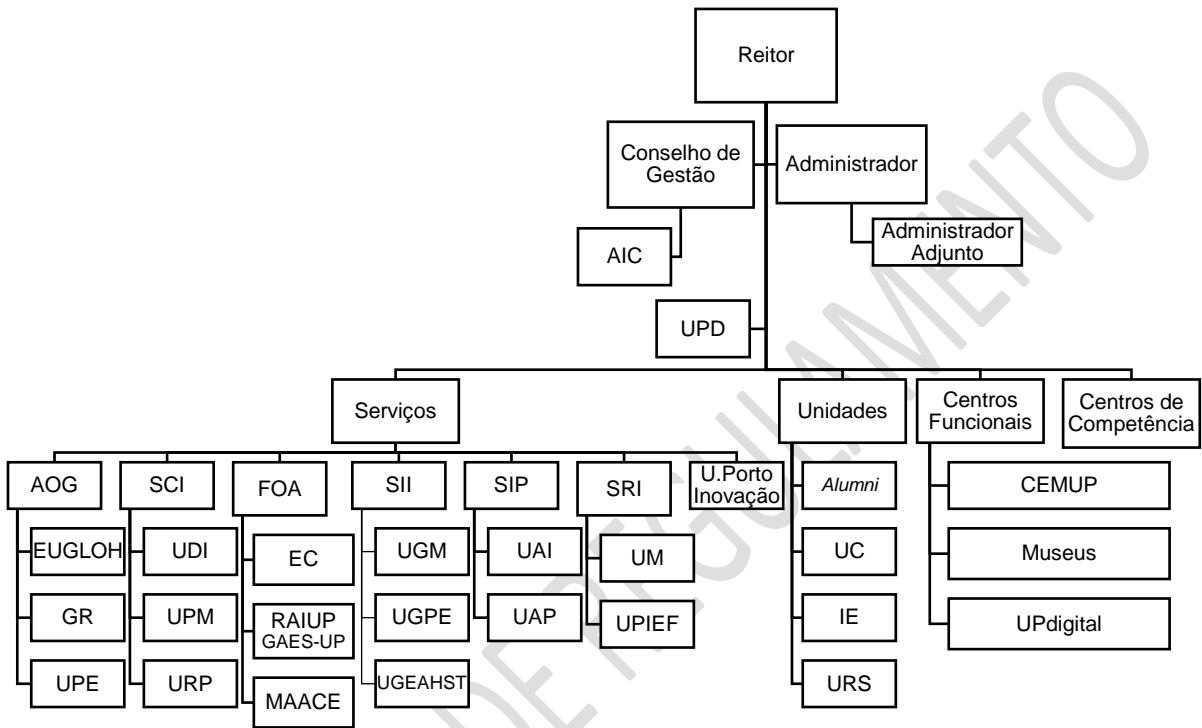 Reitor
Conselho de
Gestão
Administrador
Administrador
Adjunto
AIC
UPD
Serviços
Unidades
Centros
Funcionais
Centros de
Competência
AOG
SCI
FOA
SII
SIP
SRI
U.Porto
Inovação
Alumni
CEMUP
EUGLOH
UDI
EC
UGM
UAI
UM
UC
Museus
GR
UPM
RAIUP
GAES-UP
UGPE
UAP
UPIEF
IE
UPdigital
UPE
URP
MAACE
UGEAHST
URS
DE REGULAMENTO